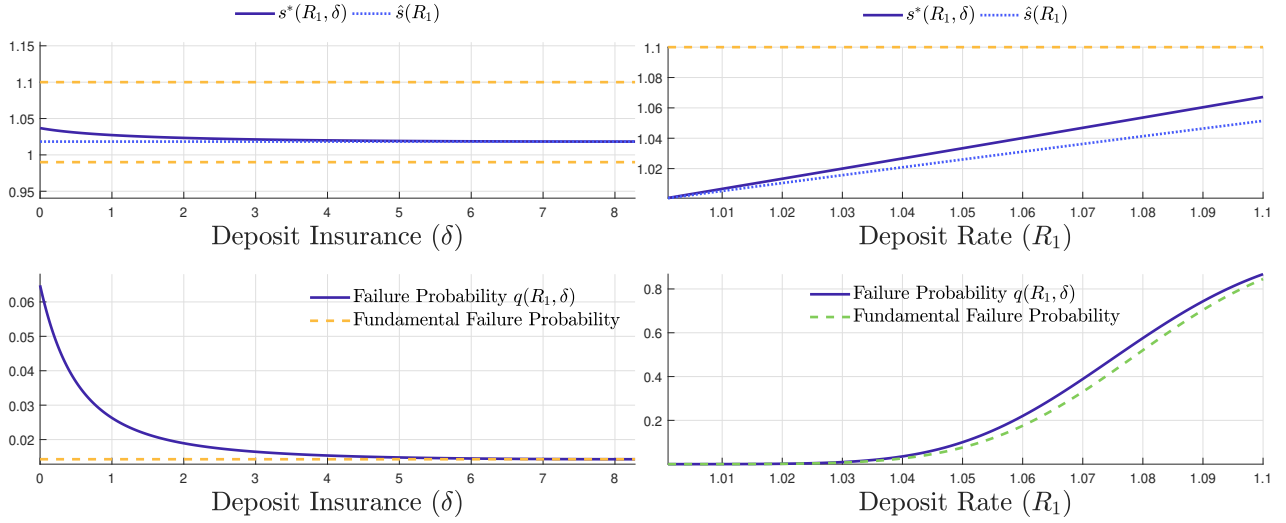 s*(R₁, δ) ŝ(R₁)
1.15
1.1
1.05
1
0.95
0 1 2 3 4 5 6 7 8
Deposit Insurance (δ)
s*(R₁, δ) ŝ(R₁)
1.1
1.08
1.06
1.04
1.02
1.01 1.02 1.03 1.04 1.05 1.06 1.07 1.08 1.09 1.1
Deposit Rate (R₁)
Failure Probability q(R₁, δ)
Fundamental Failure Probability
0.06
0.05
0.04
0.03
0.02
0 1 2 3 4 5 6 7 8
Deposit Insurance (δ)
Failure Probability q(R₁, δ)
Fundamental Failure Probability
0.8
0.6
0.4
0.2
1.01 1.02 1.03 1.04 1.05 1.06 1.07 1.08 1.09 1.1
Deposit Rate (R₁)